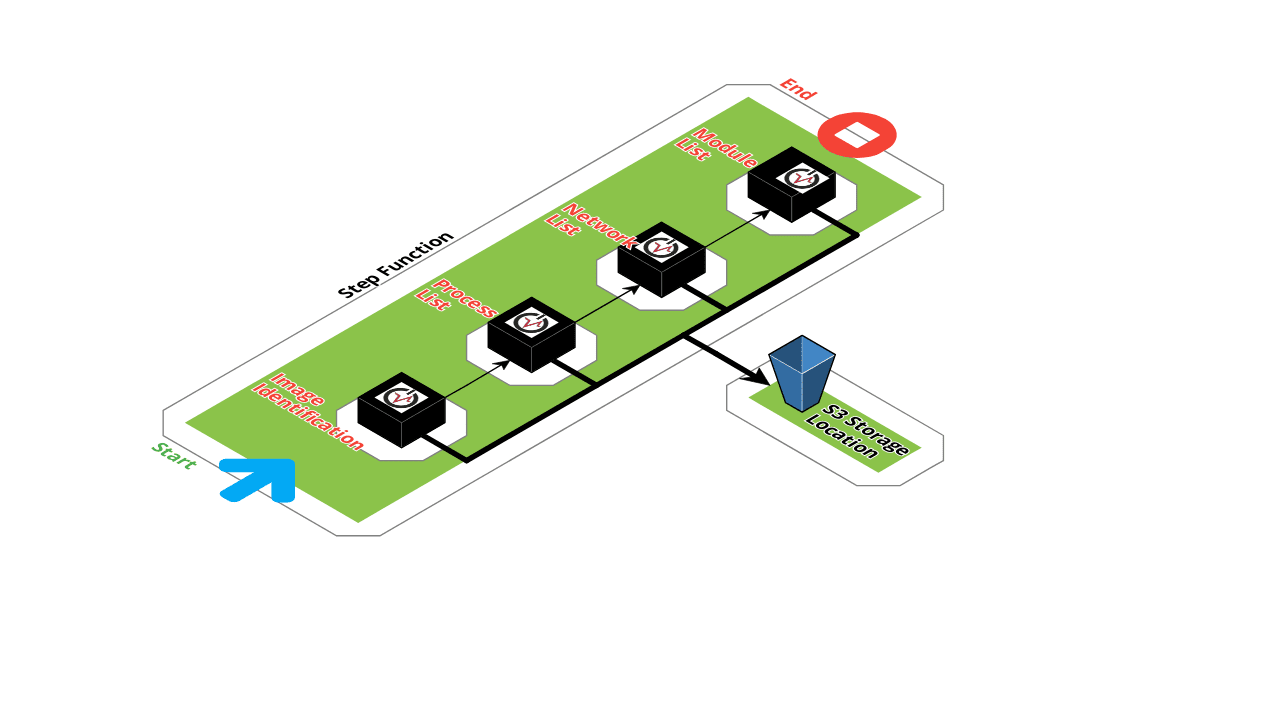 End
Module
List
Network
List
Step Function
Process
List
Image
Identification
Start
S3 Storage
Location